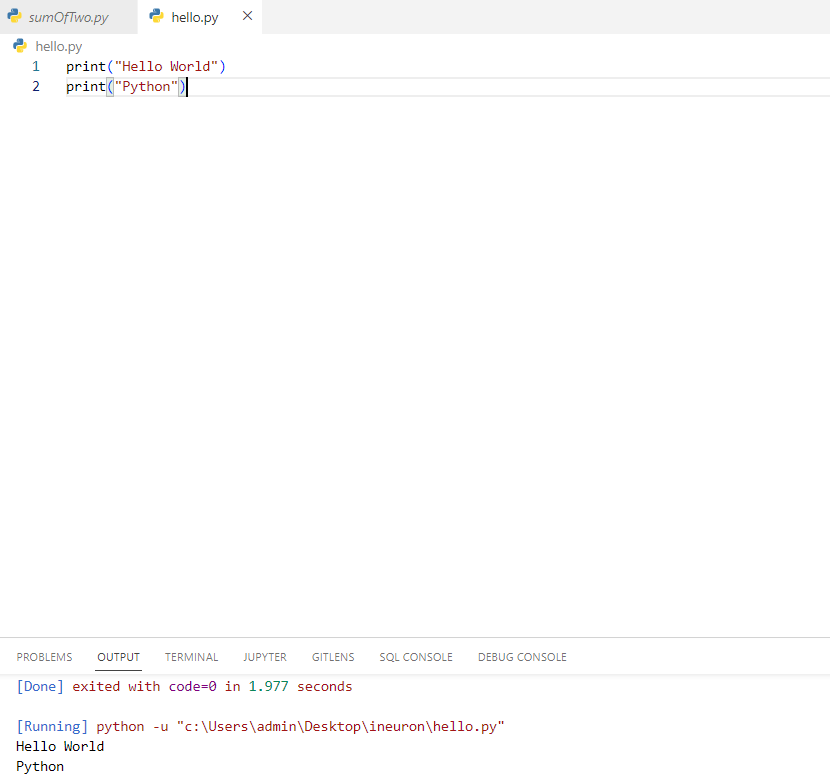 sumOfTwo.py hello.py
hello.py
1 print("Hello World")
2 print("Python")
PROBLEMS OUTPUT TERMINAL JUPYTER GITLENS SQL CONSOLE DEBUG CONSOLE
[Done] exited with code=0 in 1.977 seconds
[Running] python -u "c:\Users\admin\Desktop\ineuron\hello.py"
Hello World
Python